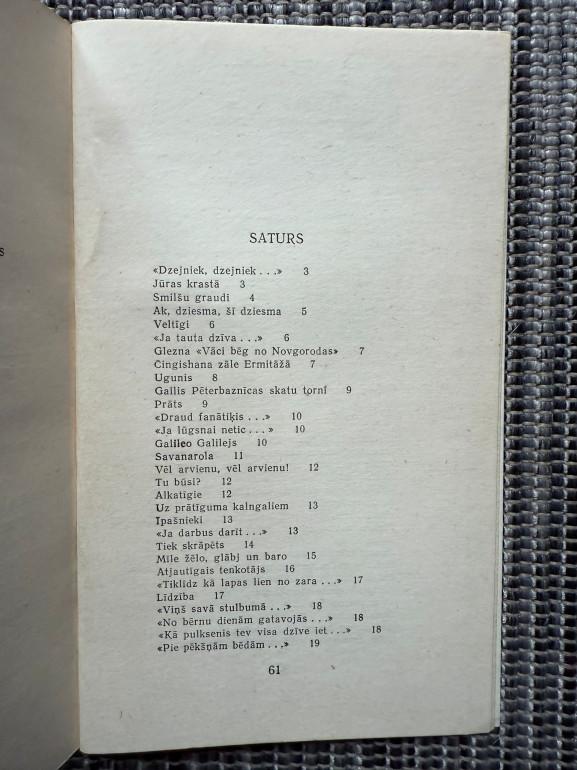 s
SATURS
«Dzejniek, dzejniek...» 3
Jūras krastā 3
Smilšu graudi 4
Ak, dziesma, šī dziesma 5
Veltīgi 6
«Ja tauta dzīva...» 6
Glezna «Vāci bēg no Novgorodas» 7
Čingishana zāle Ermitāžā 7
Ugunis 8
Gailis Pēterbaznīcas skatu tornī 9
Prāts 9
«Draud fanātiķis...» 10
«Ja lūgsnai netic...» 10
Galileo Galilejs 10
Savanarola 11
Vēl arvienu, vēl arvienu! 12
Tu būsi? 12
Alkatīgie 12
Uz prātīguma kalngaliem 13
Īpašnieki 13
«Ja darbus darīt...» 13
Tiek skrāpēts 14
Mīle žēlo, glābj un baro 15
Atjautīgais tenkotājs 16
«Tiklīdz kā lapas lien no zara...» 17
Līdzība 17
«Viņš savā stulbumā...» 18
«No bērnu dienām gatavojās...» 18
«Kā pulksenis tev visa dzīve iet...» 18
«Pie pēkšņām bēdām...» 19
61